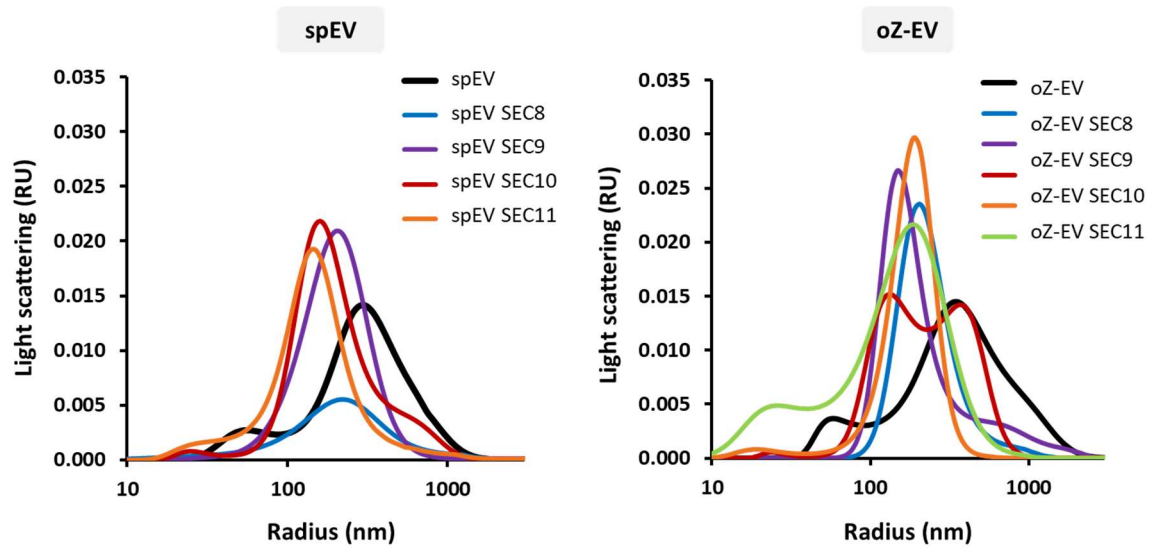 spEV
0.035
0.030
0.025
0.020
0.015
0.010
0.005
0.000
Light scattering (RU)
10
100
1000
Radius (nm)
spEV
spEV SEC8
spEV SEC9
spEV SEC10
spEV SEC11
oZ-EV
0.035
0.030
0.025
0.020
0.015
0.010
0.005
0.000
Light scattering (RU)
10
100
1000
Radius (nm)
oZ-EV
oZ-EV SEC8
oZ-EV SEC9
oZ-EV SEC10
oZ-EV SEC11